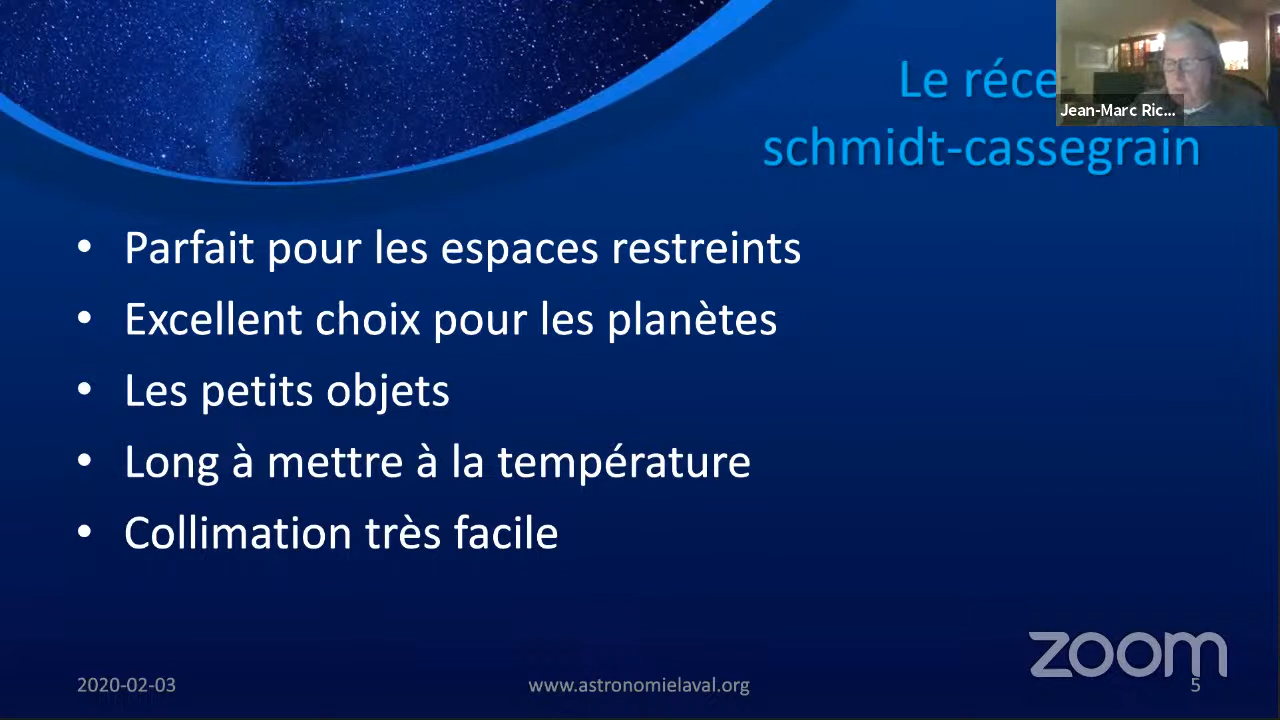 Le réce
Jean-Marc Ric...
schmidt-cassegrain
• Parfait pour les espaces restreints
• Excellent choix pour les planètes
• Les petits objets
• Long à mettre à la température
• Collimation très facile
zoom
2020-02-03
www.astronomielaval.org
5